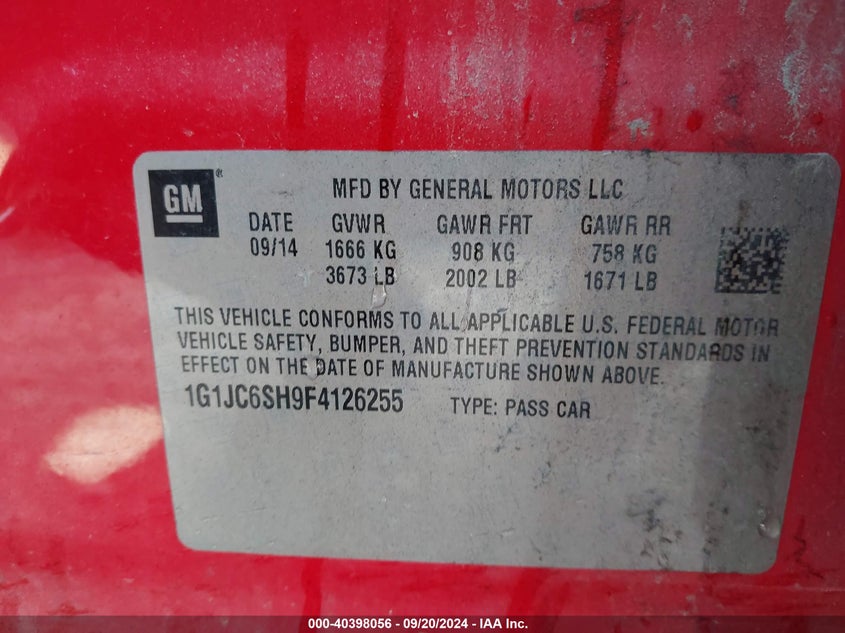 GM ®
MFD BY GENERAL MOTORS LLC
DATE GVWR GAWR FRT GAWR RR
09/14 1666 KG 908 KG 758 KG
3673 LB 2002 LB 1671 LB
THIS VEHICLE CONFORMS TO ALL APPLICABLE U.S. FEDERAL MOTOR
VEHICLE SAFETY, BUMPER, AND THEFT PREVENTION STANDARDS IN
EFFECT ON THE DATE OF MANUFACTURE SHOWN ABOVE.
1G1JC6SH9F4126255 TYPE: PASS CAR
000-40398056 - 09/20/2024 - IAA Inc.